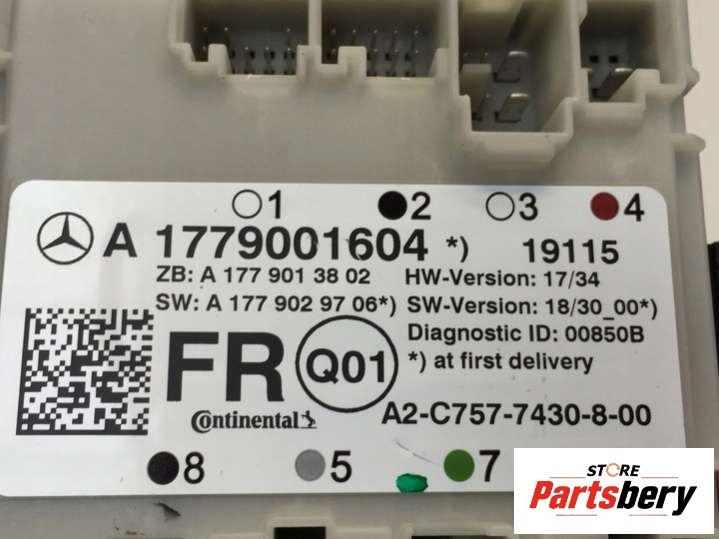 1 2 3 4
A 1779001604 *) 19115
ZB: A 177 901 38 02 HW-Version: 17/34
SW: A 177 902 97 06*) SW-Version: 18/30_00*)
Diagnostic ID: 00850B
FR Q01 *) at first delivery
Continental A2-C757-7430-8-00
8 5 7
STORE
Partsbery